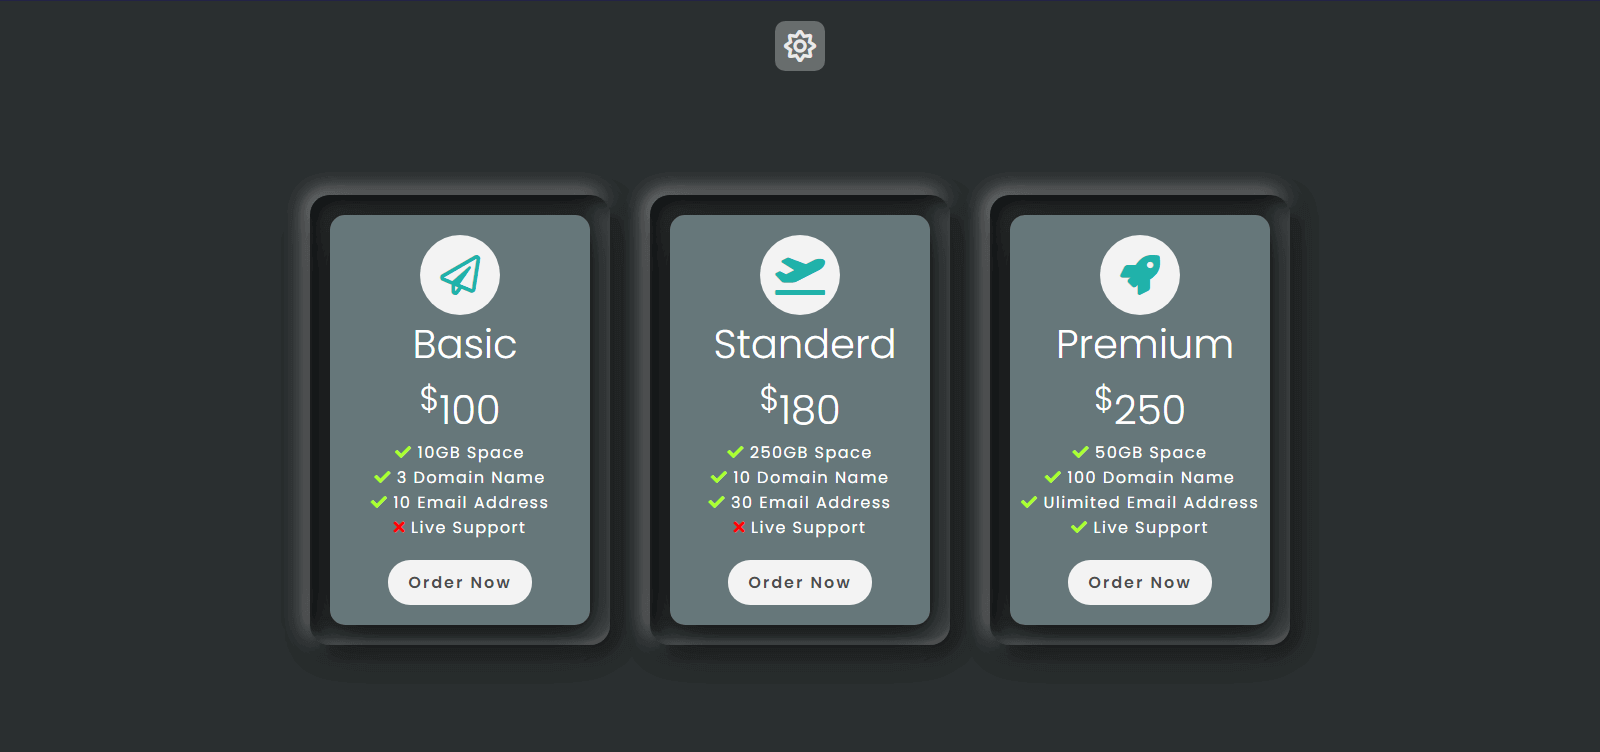 Basic
$100
10GB Space
3 Domain Name
10 Email Address
Live Support
Order Now
Standerd
$180
250GB Space
10 Domain Name
30 Email Address
Live Support
Order Now
Premium
$250
50GB Space
100 Domain Name
Ulimited Email Address
Live Support
Order Now